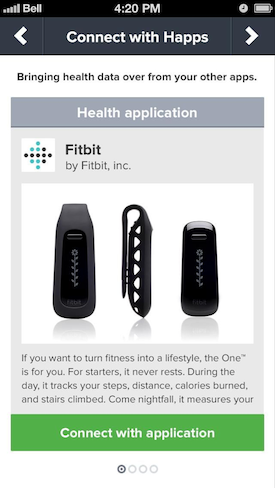 Bell 4:20 PM
Connect with Happs
Bringing health data over from your other apps.
Health application
Fitbit
by Fitbit, inc.
fitbit fitbit
If you want to turn fitness into a lifestyle, the One™
is for you. For starters, it never rests. During the
day, it tracks your steps, distance, calories burned,
and stairs climbed. Come nightfall, it measures your
Connect with application